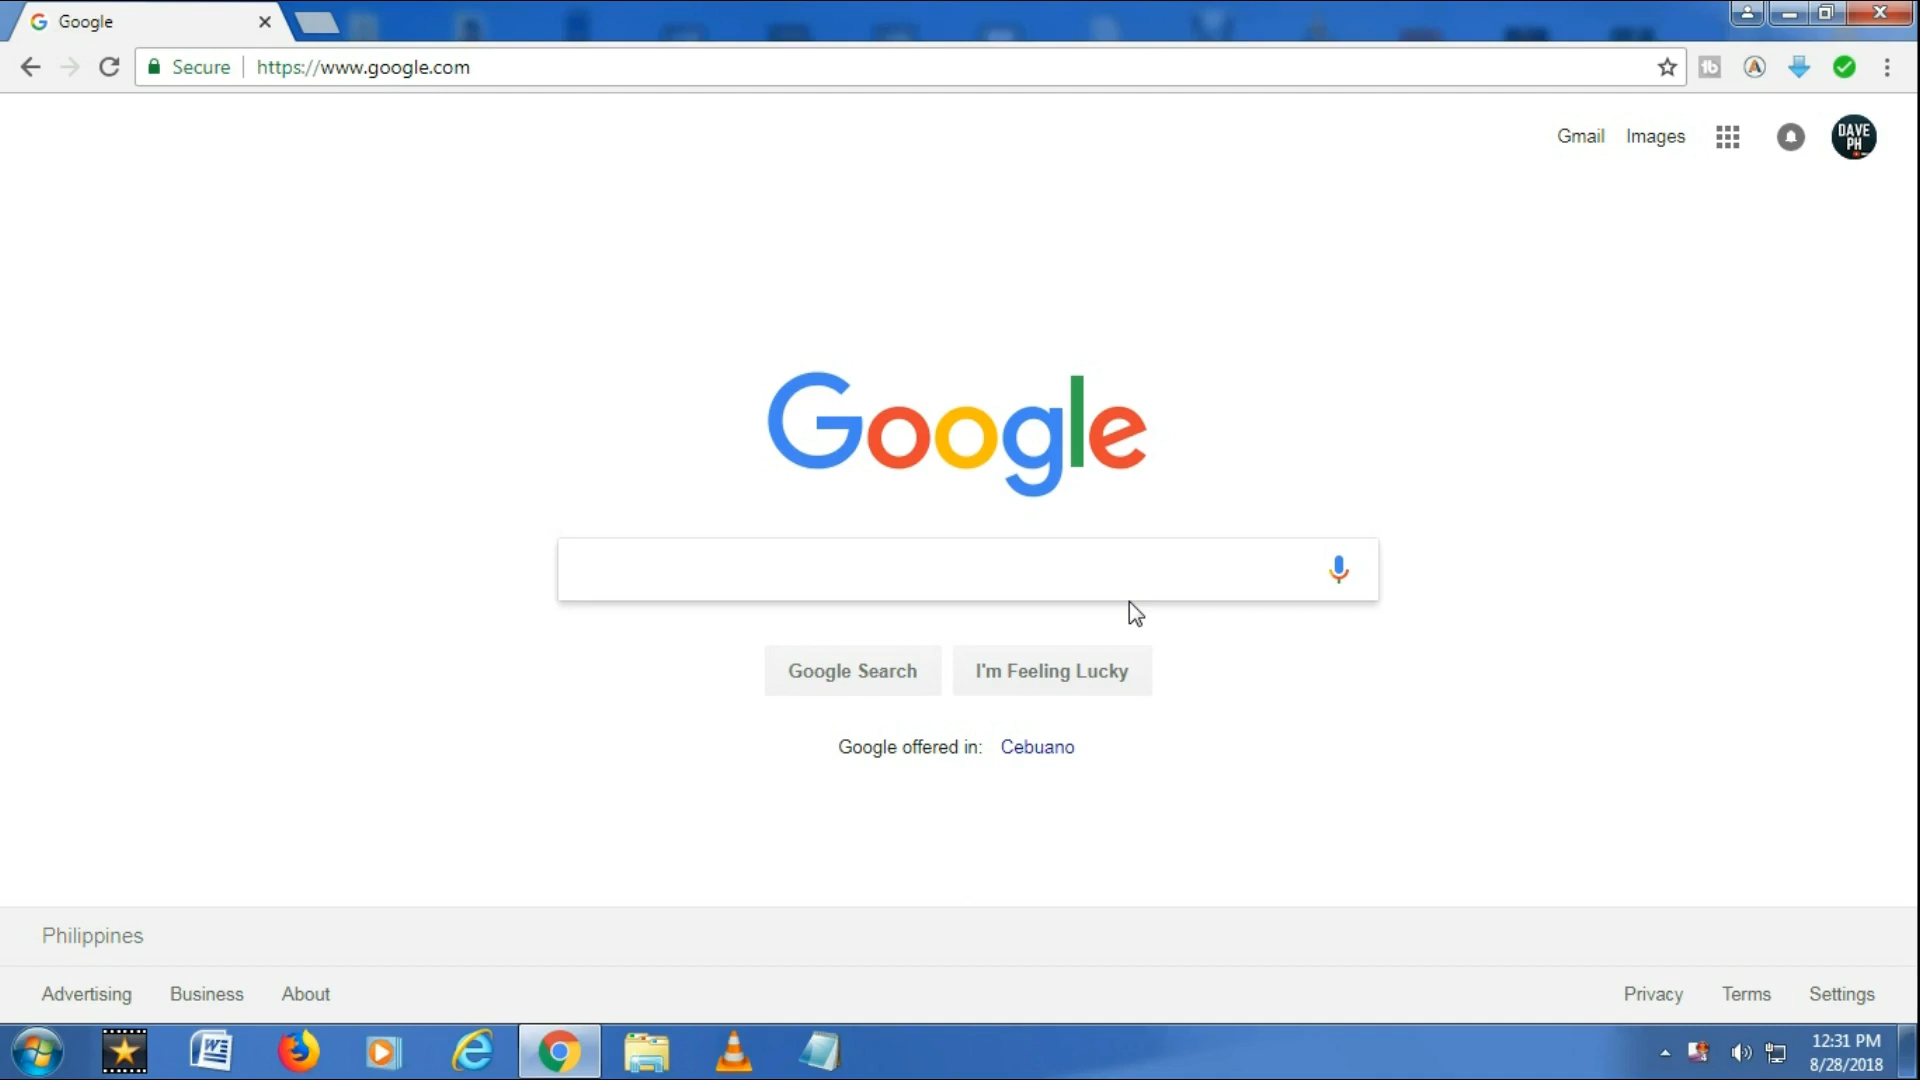 Google
Secure
https://www.google.com
Gmail
Images
DAVE
PH
Google
Google Search
I'm Feeling Lucky
Google offered in: Cebuano
Philippines
Advertising
Business
About
Privacy
Terms
Settings
12:31 PM
8/28/2018